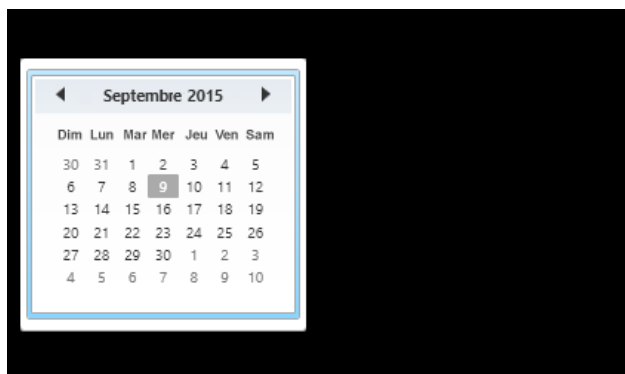 Septembre 2015
Dim Lun Mar Mer Jeu Ven Sam
30 31 1 2 3 4 5
6 7 8 9 10 11 12
13 14 15 16 17 18 19
20 21 22 23 24 25 26
27 28 29 30 1 2 3
4 5 6 7 8 9 10